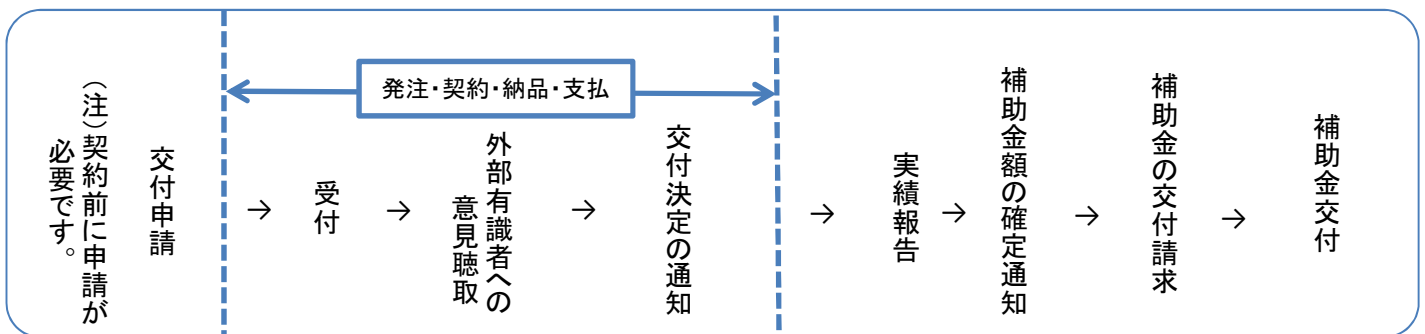 発注・契約・納品・支払
交付申請
(注)契約前に申請が
必要です。
→
受付
→
外部有識者への
意見聴取
→
交付決定の通知
→
実績報告
→
補助金額の確定通知
→
補助金の交付請求
→
補助金交付